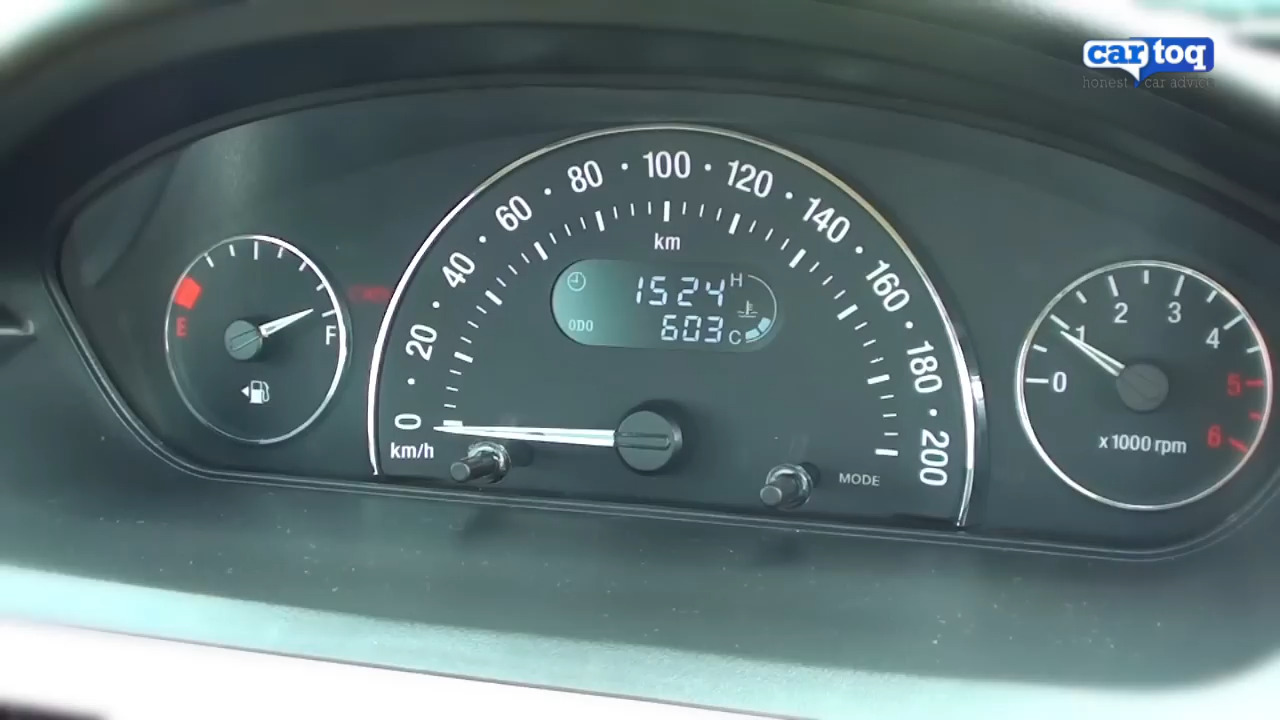 cartoq
honest car advice
0 20 40 60 80 100 120 140 160 180 200
km
1524 H
ODO 603 C
km/h
MODE
E F
0 1 2 3 4 5 6
x1000 rpm